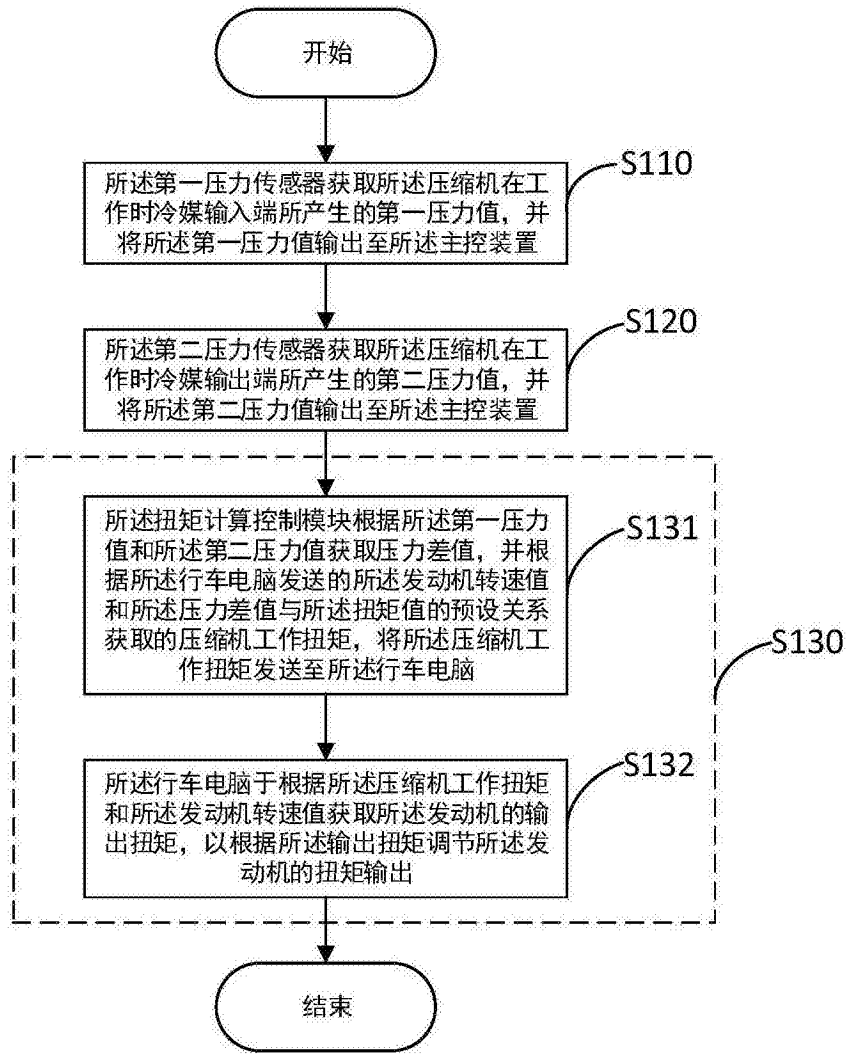 开始
S110
所述第一压力传感器获取所述压缩机在工
作时冷媒输入端所产生的第一压力值，并
将所述第一压力值输出至所述主控装置
S120
所述第二压力传感器获取所述压缩机在工
作时冷媒输出端所产生的第二压力值，并
将所述第二压力值输出至所述主控装置
S131
所述扭矩计算控制模块根据所述第一压力
值和所述第二压力值获取压力差值，并根
据所述行车电脑发送的所述发动机转速值
和所述压力差值与所述扭矩值的预设关系
获取的压缩机工作扭矩，将所述压缩机工
作扭矩发送至所述行车电脑
S130
S132
所述行车电脑于根据所述压缩机工作扭矩
和所述发动机转速值获取所述发动机的输
出扭矩，以根据所述输出扭矩调节所述发
动机的扭矩输出
结束